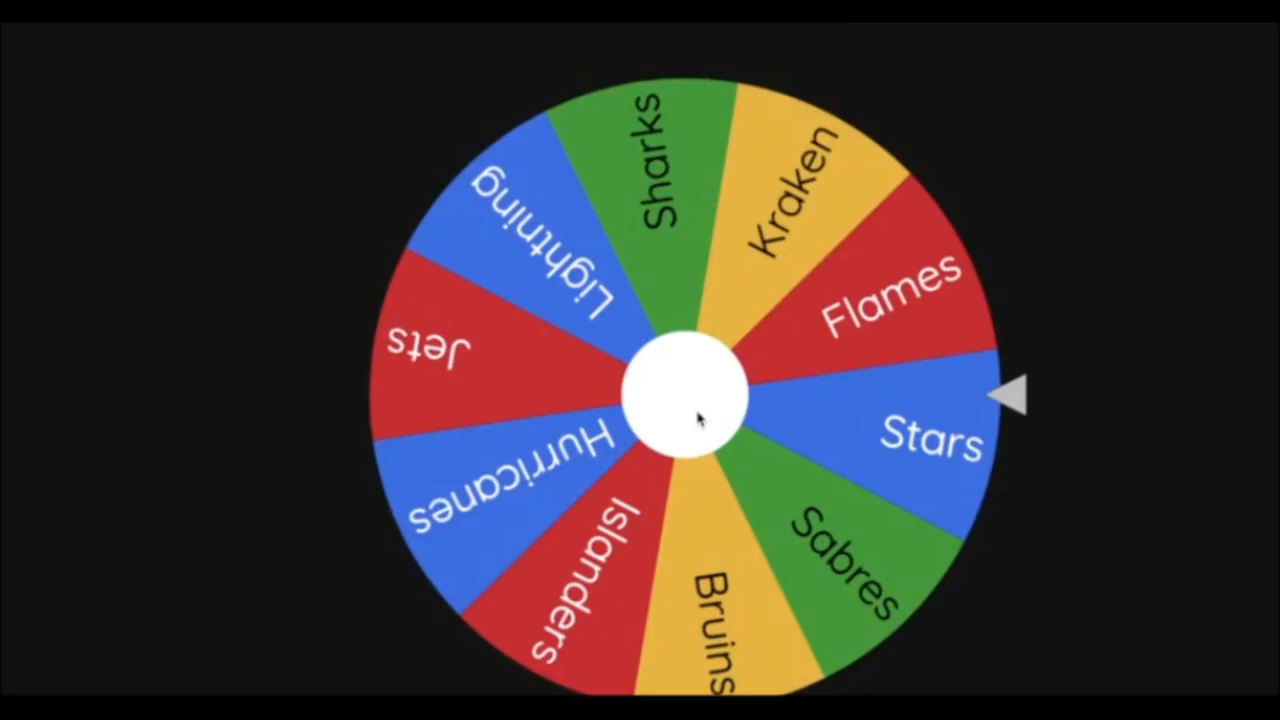 Sharks
Kraken
Flames
Stars
Sabres
Bruins
Islanders
Hurricanes
Jets
Lightning